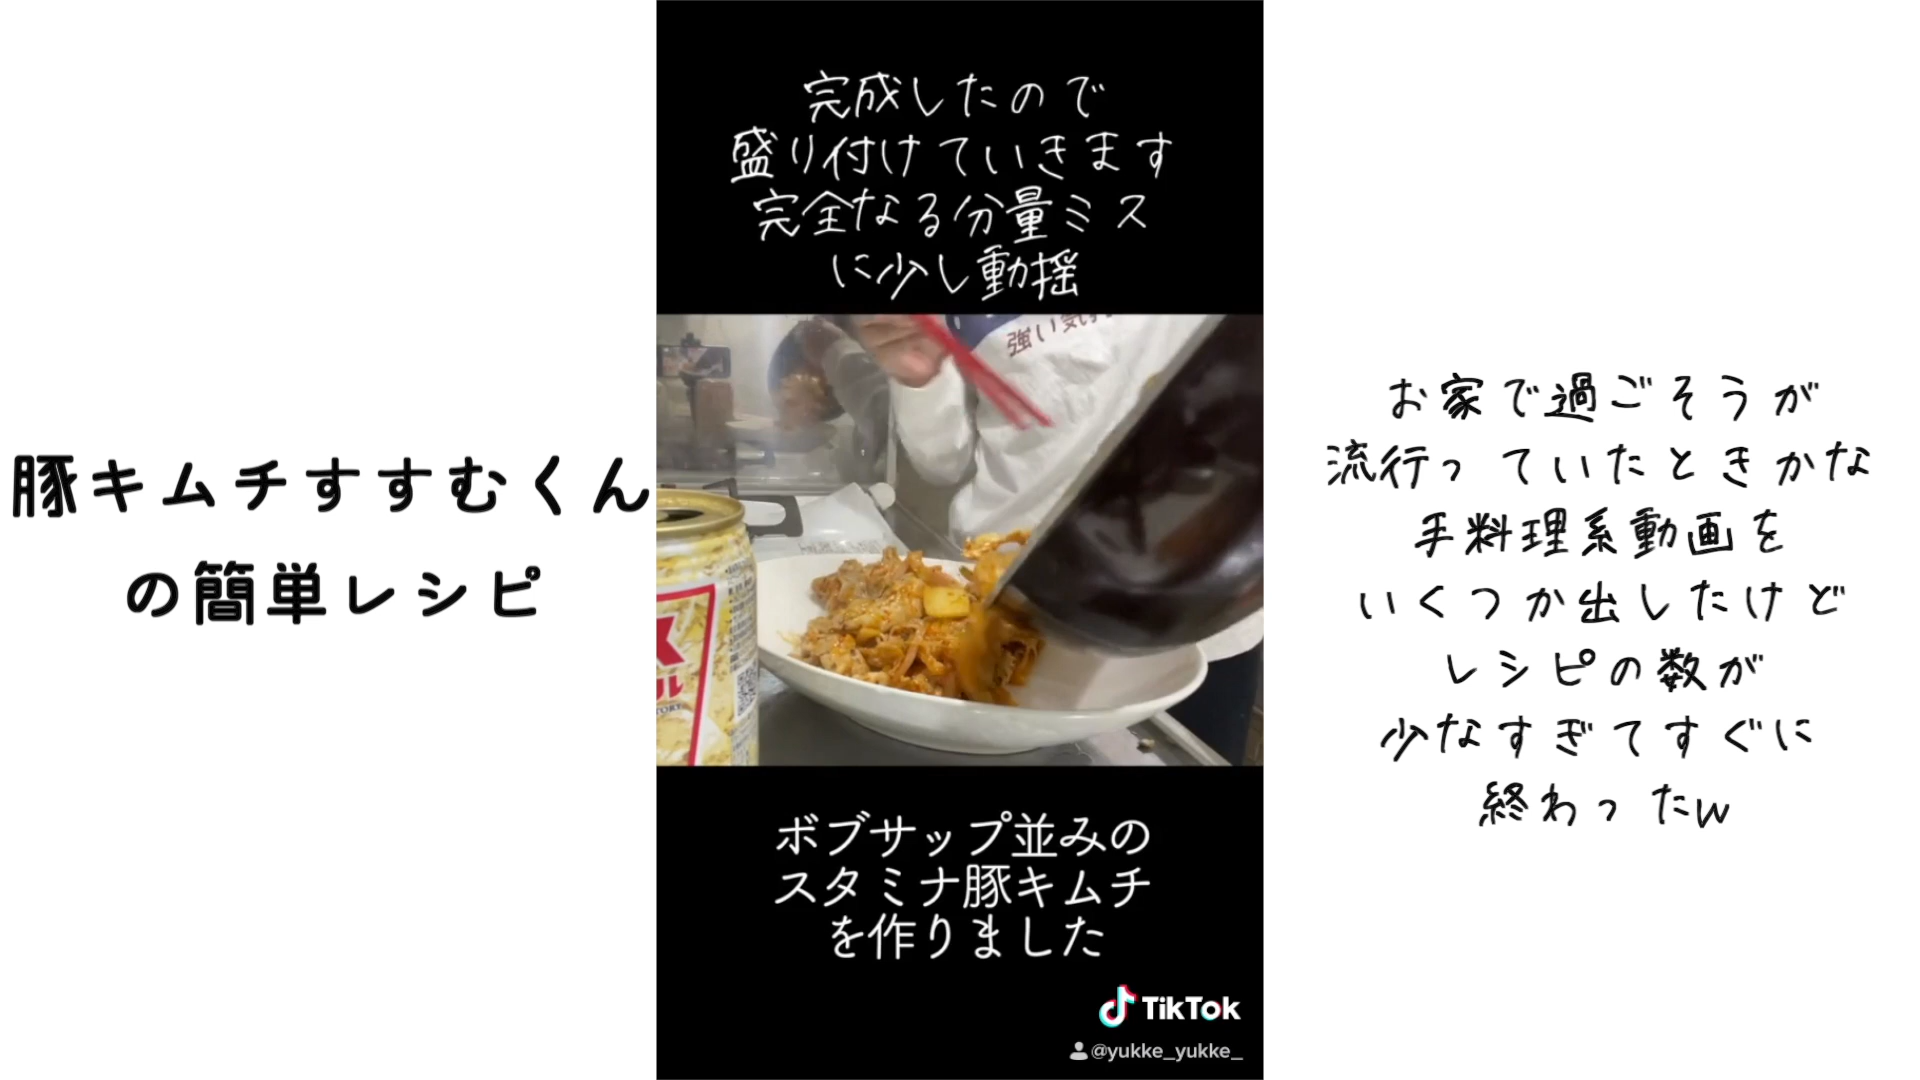 豚キムチすすむくん
の簡単レシピ
完成したので
盛り付けていきます
完全なる分量ミス
に少し動揺
強い気持
ボブサップ並みの
スタミナ豚キムチ
を作りました
TikTok
@yukke_yukke_
お家で過ごそうが
流行っていたときかな
手料理系動画を
いくつか出したけど
レシピの数が
少なすぎてすぐに
終わったw